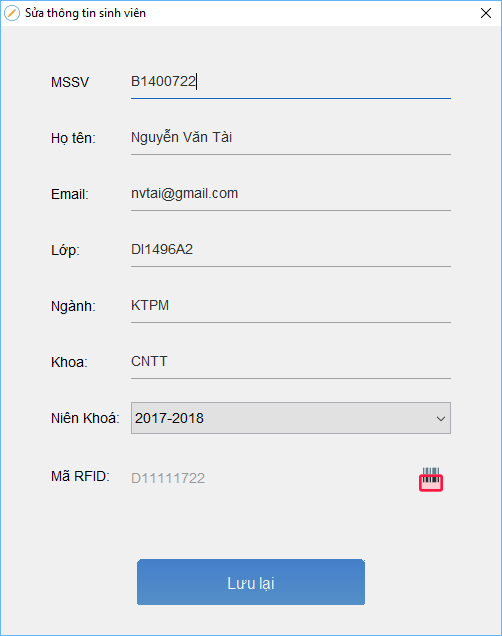 Sửa thông tin sinh viên
MSSV B1400722
Họ tên: Nguyễn Văn Tài
Email: nvtai@gmail.com
Lớp: DI1496A2
Ngành: KTPM
Khoa: CNTT
Niên Khoá: 2017-2018
Mã RFID: D11111722
Lưu lại